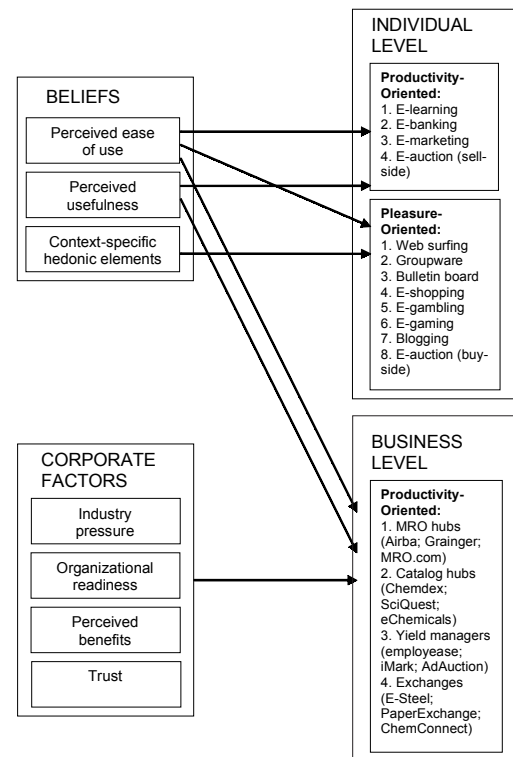 BELIEFS
Perceived ease
of use
Perceived
usefulness
Context-specific
hedonic elements
CORPORATE
FACTORS
Industry
pressure
Organizational
readiness
Perceived
benefits
Trust
INDIVIDUAL
LEVEL
Productivity-
Oriented:
1. E-learning
2. E-banking
3. E-marketing
4. E-auction (sell-
side)
Pleasure-
Oriented:
1. Web surfing
2. Groupware
3. Bulletin board
4. E-shopping
5. E-gambling
6. E-gaming
7. Blogging
8. E-auction (buy-
side)
BUSINESS
LEVEL
Productivity-
Oriented:
1. MRO hubs
(Airba; Grainger;
MRO.com)
2. Catalog hubs
(Chemdex;
SciQuest;
eChemicals)
3. Yield managers
(employease;
iMark; AdAuction)
4. Exchanges
(E-Steel;
PaperExchange;
ChemConnect)